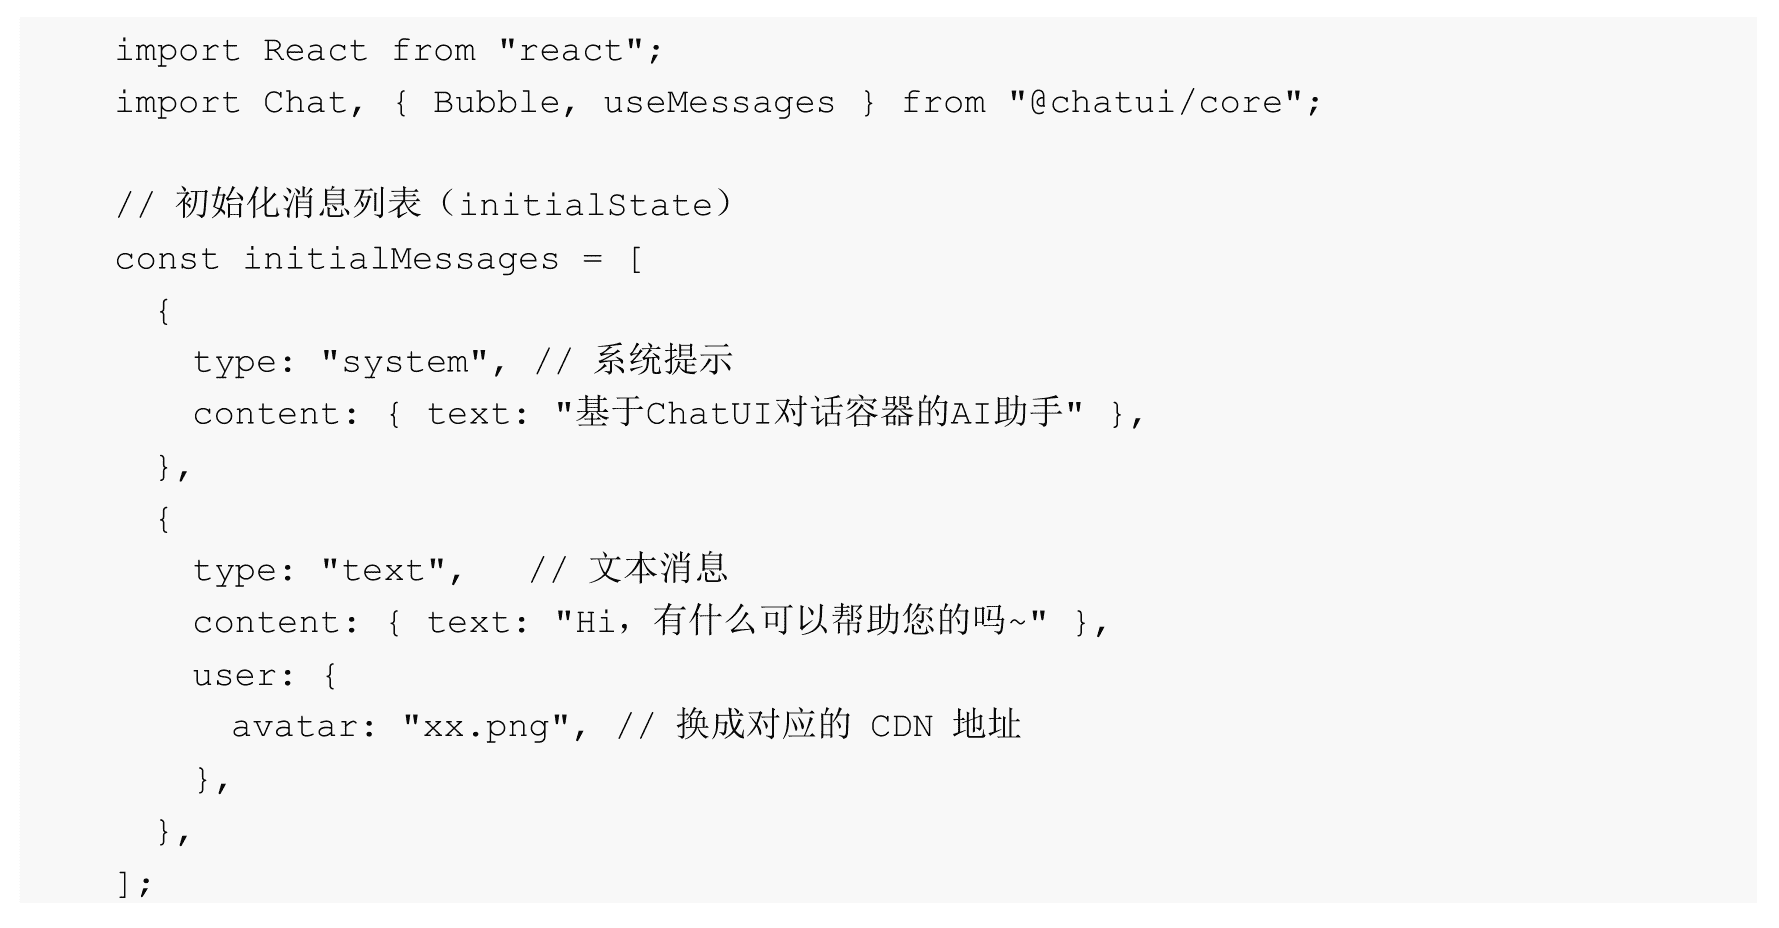 import React from "react";
import Chat, { Bubble, useMessages } from "@chatui/core";

// 初始化消息列表（initialState）
const initialMessages = [
  {
    type: "system", // 系统提示
    content: { text: "基于ChatUI对话容器的AI助手" },
  },
  {
    type: "text",   // 文本消息
    content: { text: "Hi，有什么可以帮助您的吗~" },
    user: {
      avatar: "xx.png", // 换成对应的 CDN 地址
    },
  },
];